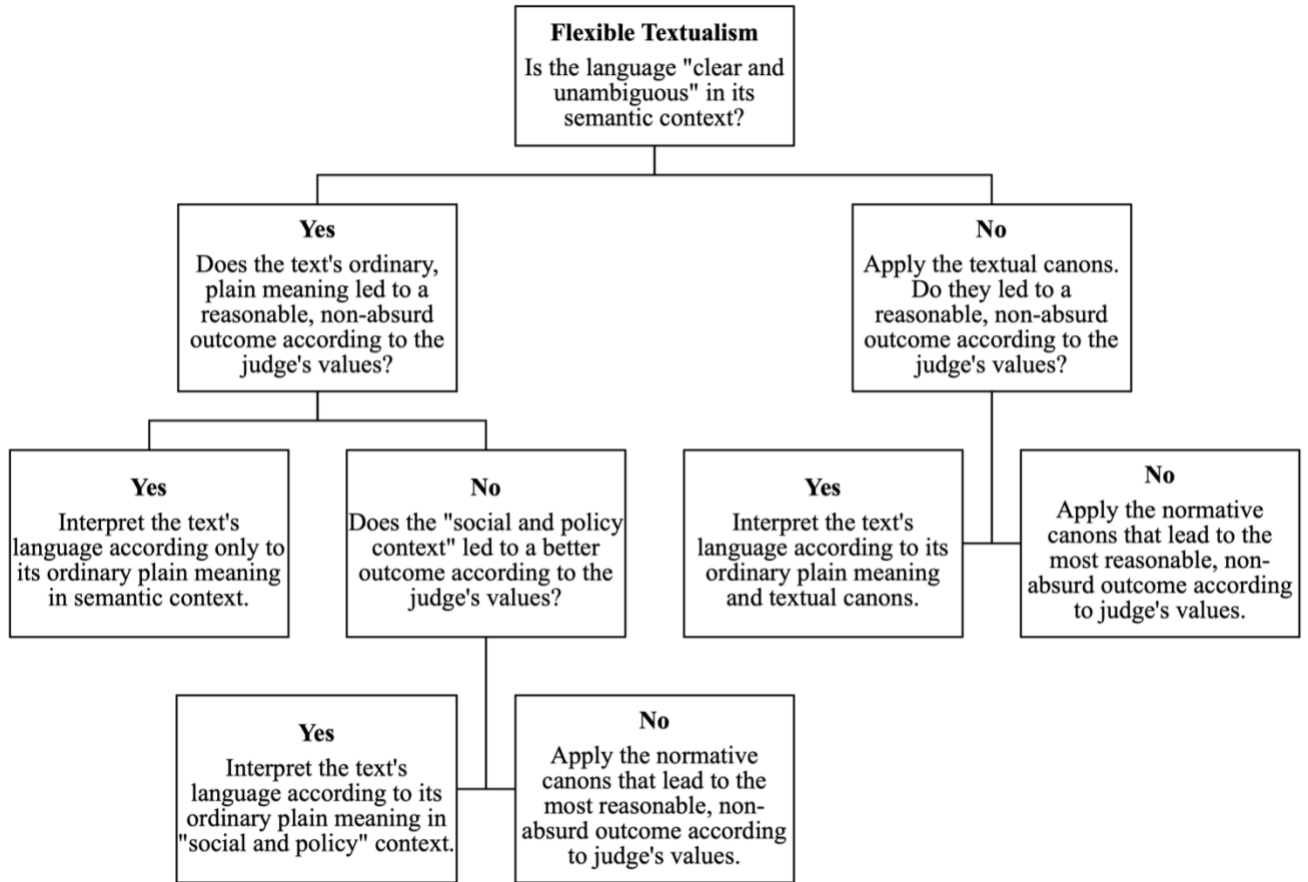 Flexible Textualism
Is the language "clear and
unambiguous" in its
semantic context?
Yes
Does the text's ordinary,
plain meaning led to a
reasonable, non-absurd
outcome according to the
judge's values?
No
Apply the textual canons.
Do they led to a
reasonable, non-absurd
outcome according to the
judge's values?
Yes
Interpret the text's
language according only to
its ordinary plain meaning
in semantic context.
No
Does the "social and policy
context" led to a better
outcome according to the
judge's values?
Yes
Interpret the text's
language according to its
ordinary plain meaning
and textual canons.
No
Apply the normative
canons that lead to the
most reasonable, non-
absurd outcome according
to judge's values.
Yes
Interpret the text's
language according to its
ordinary plain meaning in
"social and policy" context.
No
Apply the normative
canons that lead to the
most reasonable, non-
absurd outcome according
to judge's values.